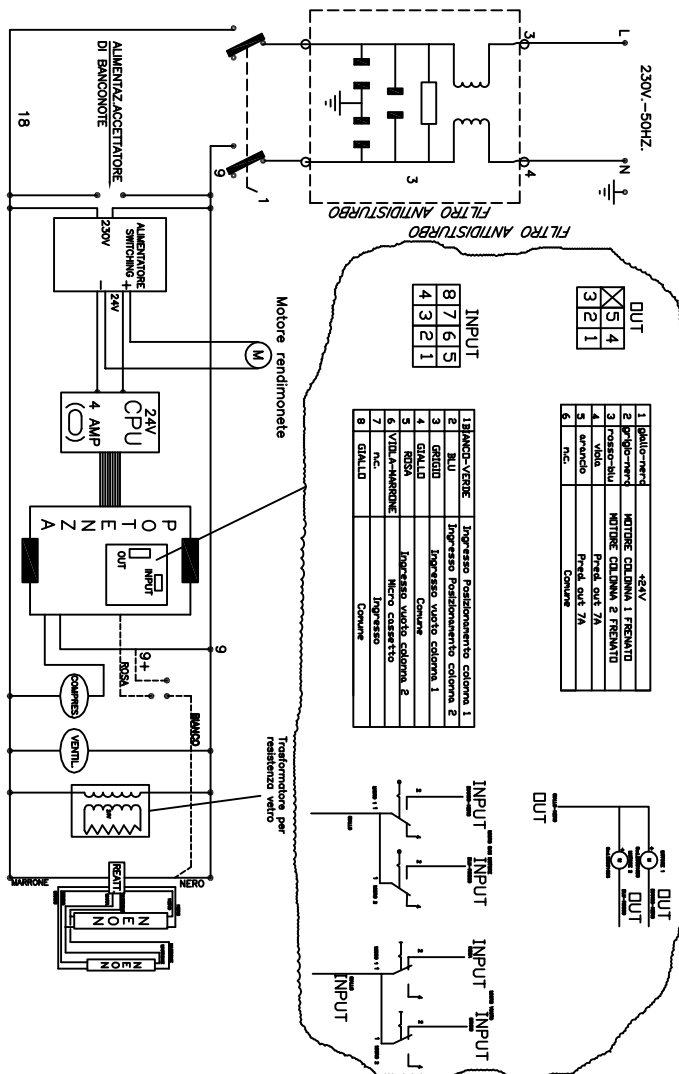 L
230V.-50HZ.
N
3
4
3
FILTRO ANTIDISTURBO
FILTRO ANTIDISTURBO
9
1
ALIMENTAZ.ACCETTATORE
DI BANCONOTE
18
230V
ALIMENTATORE
SWITCHING
+
-
24V
M
Motore rendimonete
24V
CPU
4 AMP
POTENZA
OUT
INPUT
9
9+
ROSA
BIANCO
COMPRES
VENTIL.
Trasformatore per
resistenza vetro
MARRONE
NERO
REATT
NEON
NEON
OUT
5 4
3 2 1
INPUT
8 7 6 5
4 3 2 1
1 giallo-nero +24V
2 grigio-nero MOTORE COLONNA 1 FRENATO
3 rosso-blu MOTORE COLONNA 2 FRENATO
4 viola Pred. out 7A
5 arancio Pred. out 7A
6 n.c. Comune
1 BIANCO-VERDE Ingresso Posizionamento colonna 1
2 BLU Ingresso Posizionamento colonna 2
3 GRIGIO Ingresso vuoto colonna 1
4 GIALLO Comune
5 ROSA Ingresso vuoto colonna 2
6 VIOLA-MARRONE Micro cassetto
7 n.c. Ingresso
8 GIALLO Comune
OUT
OUT
OUT
INPUT
INPUT
INPUT
INPUT
INPUT